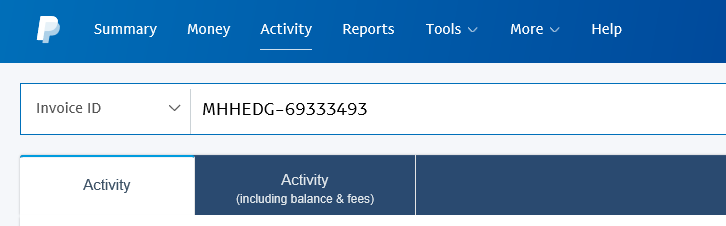 Summary Money Activity Reports Tools More Help
Invoice ID MHHEDG-69333493
Activity Activity
(including balance & fees)